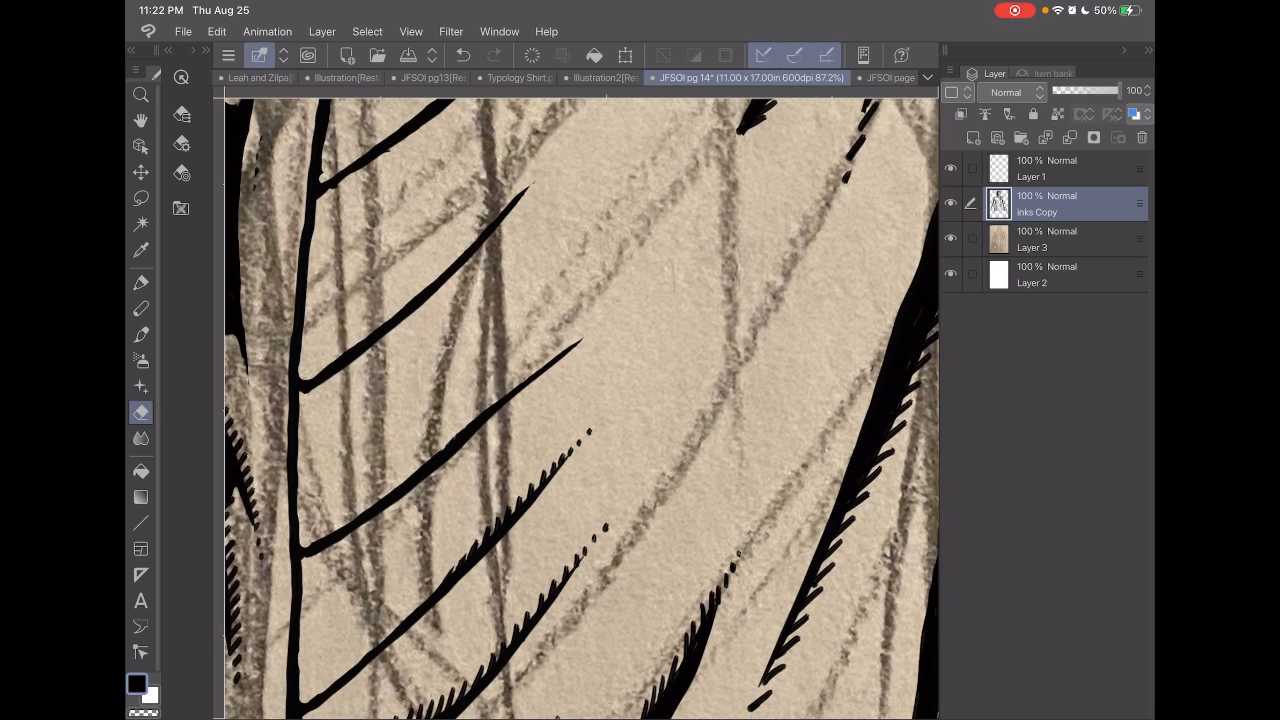 11:22 PM Thu Aug 25
50%
File Edit Animation Layer Select View Filter Window Help
Leah and Zilpa[ Illustration[Rest JFSOI pg13[Re: Typology Shirt. Illustration2[Res JFSOI pg 14* (11.00 x 17.00in 600dpi 87.2%) JFSOI page
Layer Item bank
Normal 100
100 % Normal
Layer 1
100 % Normal
inks Copy
100 % Normal
Layer 3
100 % Normal
Layer 2